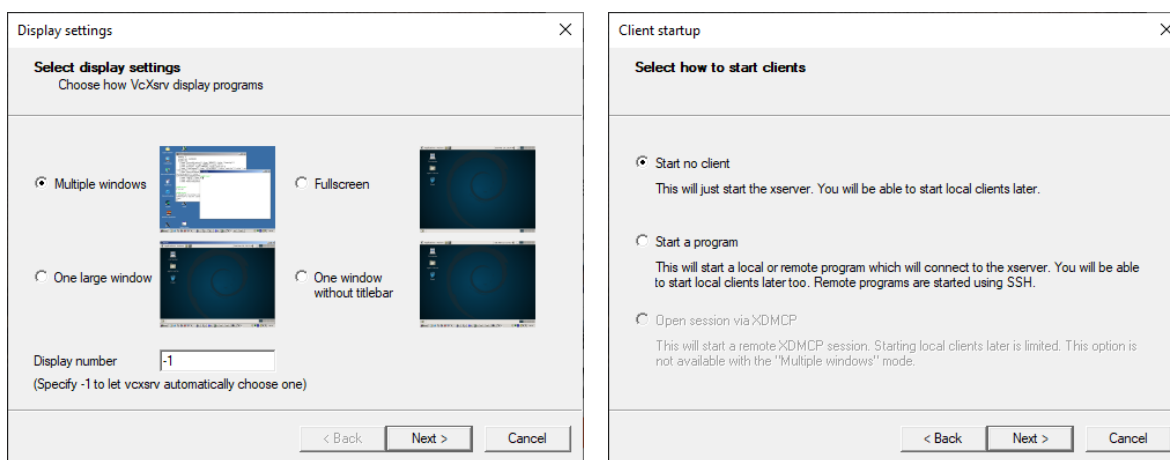 Display settings
Select display settings
Choose how VcXsrv display programs
Multiple windows
Fullscreen
One large window
One window
without titlebar
Display number
-1
(Specify -1 to let vcxsrv automatically choose one)
< Back
Next >
Cancel
Client startup
Select how to start clients
Start no client
This will just start the xserver. You will be able to start local clients later.
Start a program
This will start a local or remote program which will connect to the xserver. You will be able
to start local clients later too. Remote programs are started using SSH.
Open session via XDMCP
This will start a remote XDMCP session. Starting local clients later is limited. This option is
not available with the "Multiple windows" mode.
< Back
Next >
Cancel